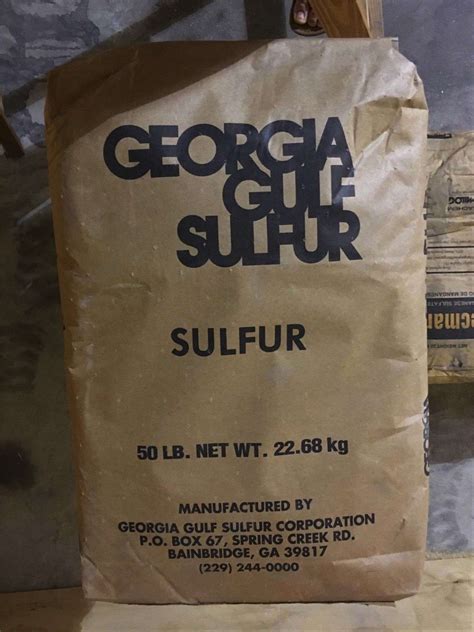 GEORGIA
GULF
SULFUR
SULFUR
50 LB. NET WT. 22.68 kg
MANUFACTURED BY
GEORGIA GULF SULFUR CORPORATION
P.O. BOX 67, SPRING CREEK RD.
BAINBRIDGE, GA 39817
(229) 244-0000
ecmar